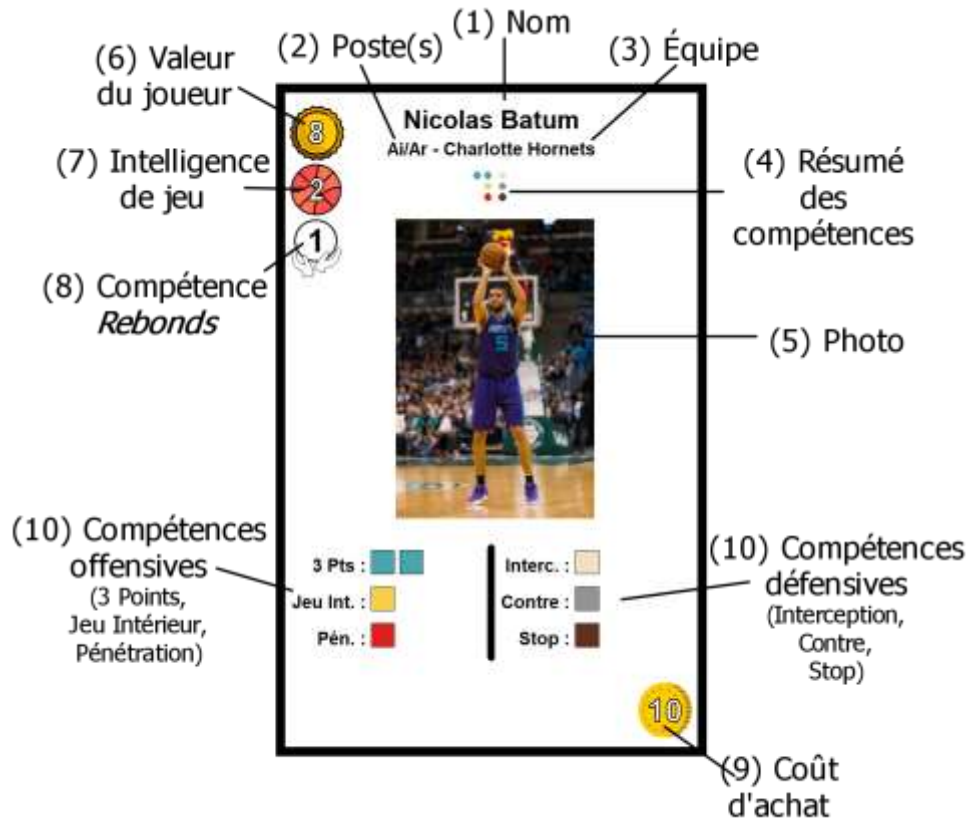 (1) Nom
(2) Poste(s)
(3) Équipe
(6) Valeur
du joueur
8
Nicolas Batum
Ai/Ar - Charlotte Hornets
(7) Intelligence
de jeu
2
(4) Résumé
des
compétences
1
(8) Compétence
Rebonds
5
(5) Photo
(10) Compétences
offensives
(3 Points,
Jeu Intérieur,
Pénétration)
3 Pts :
Jeu Int. :
Pén. :
Interc. :
Contre :
Stop :
(10) Compétences
défensives
(Interception,
Contre,
Stop)
10
(9) Coût
d'achat